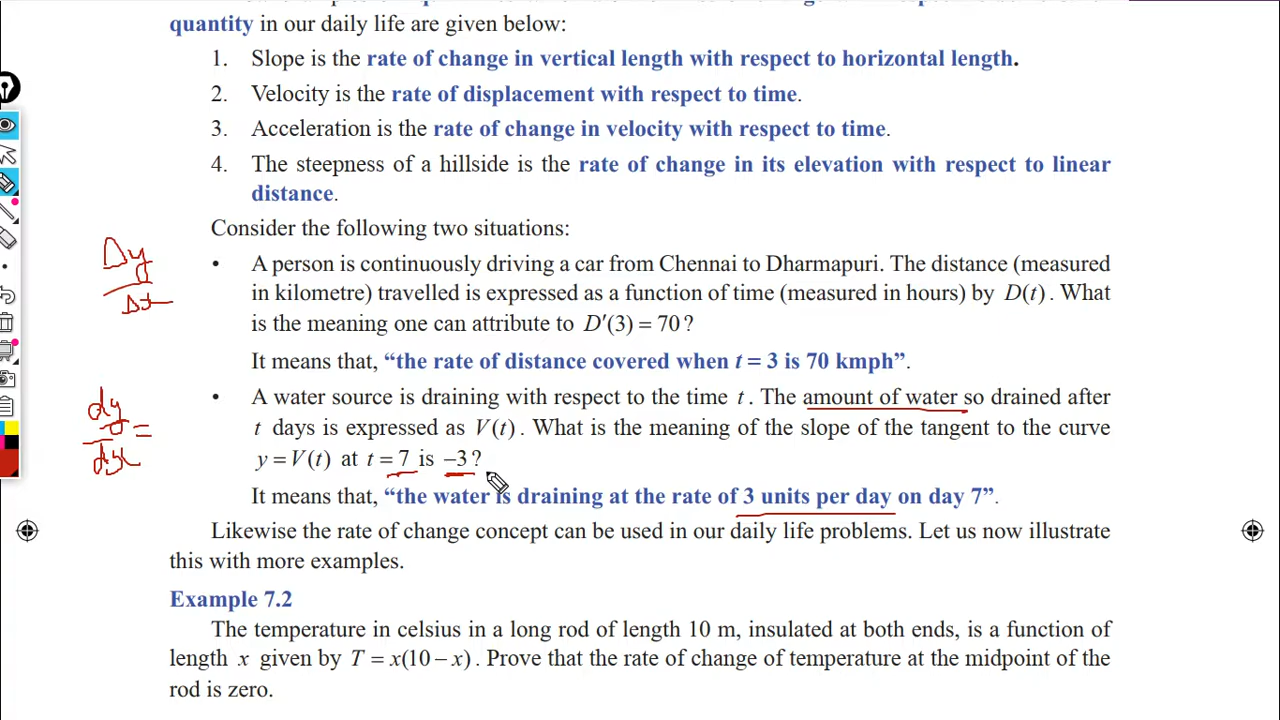 quantity in our daily life are given below:
1. Slope is the rate of change in vertical length with respect to horizontal length.
2. Velocity is the rate of displacement with respect to time.
3. Acceleration is the rate of change in velocity with respect to time.
4. The steepness of a hillside is the rate of change in its elevation with respect to linear
distance.
Consider the following two situations:
Δy
Δt
• A person is continuously driving a car from Chennai to Dharmapuri. The distance (measured
in kilometre) travelled is expressed as a function of time (measured in hours) by D(t). What
is the meaning one can attribute to D′(3) = 70?
It means that, “the rate of distance covered when t = 3 is 70 kmph”.
dy
dx =
• A water source is draining with respect to the time t. The amount of water so drained after
t days is expressed as V(t). What is the meaning of the slope of the tangent to the curve
y = V(t) at t = 7 is −3?
It means that, “the water is draining at the rate of 3 units per day on day 7”.
Likewise the rate of change concept can be used in our daily life problems. Let us now illustrate
this with more examples.
Example 7.2
The temperature in celsius in a long rod of length 10 m, insulated at both ends, is a function of
length x given by T = x(10 − x). Prove that the rate of change of temperature at the midpoint of the
rod is zero.